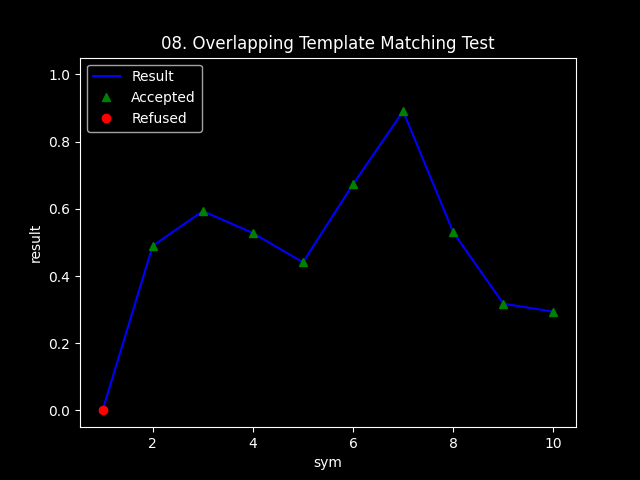 08. Overlapping Template Matching Test
Result
Accepted
Refused
1.0
0.8
0.6
0.4
0.2
0.0
result
2 4 6 8 10
sym